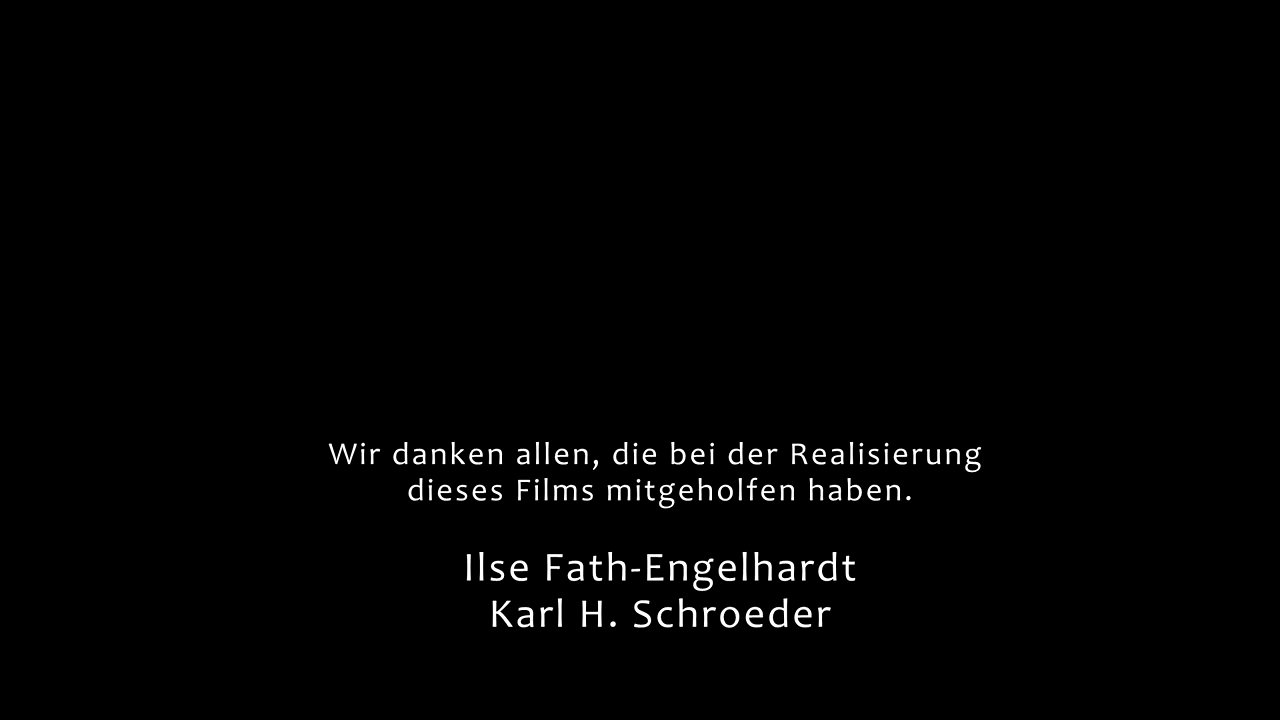 Wir danken allen, die bei der Realisierung
dieses Films mitgeholfen haben.
Ilse Fath-Engelhardt
Karl H. Schroeder